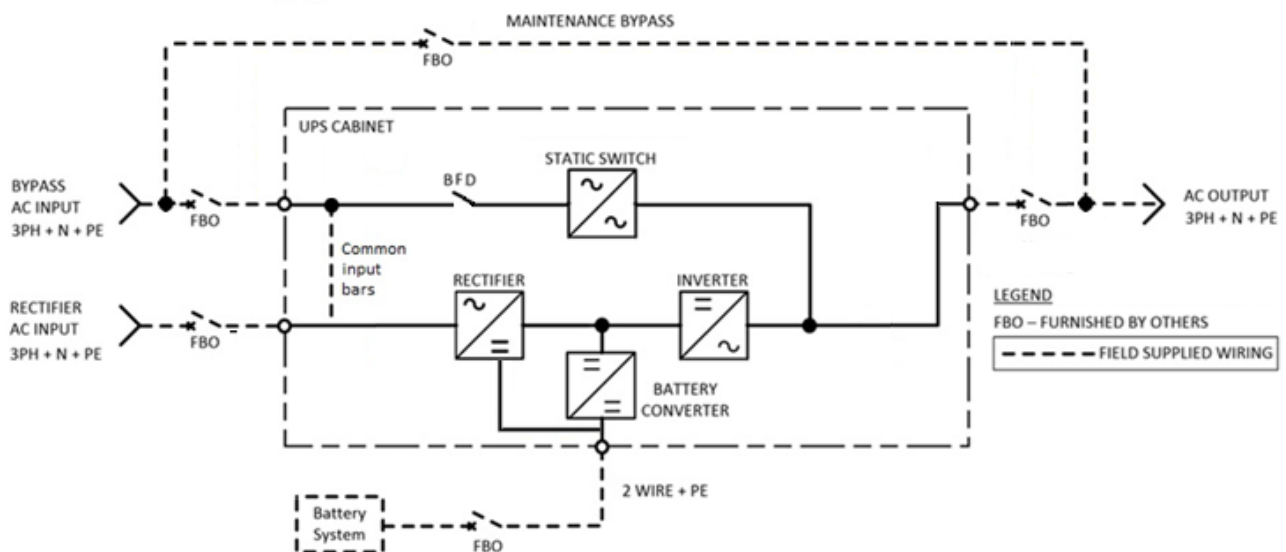 MAINTENANCE BYPASS
FBO
UPS CABINET
STATIC SWITCH
BFD
BYPASS
AC INPUT
3PH + N + PE
FBO
FBO
AC OUTPUT
3PH + N + PE
Common
input
bars
RECTIFIER
INVERTER
RECTIFIER
AC INPUT
3PH + N + PE
FBO
LEGEND
FBO – FURNISHED BY OTHERS
FIELD SUPPLIED WIRING
BATTERY
CONVERTER
2 WIRE + PE
Battery
System
FBO